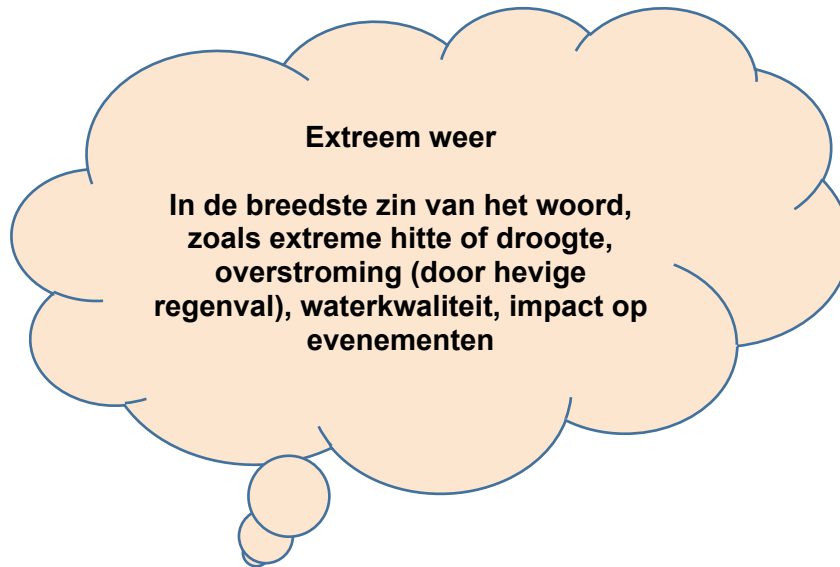 Extreem weer
In de breedste zin van het woord,
zoals extreme hitte of droogte,
overstroming (door hevige
regenval), waterkwaliteit, impact op
evenementen